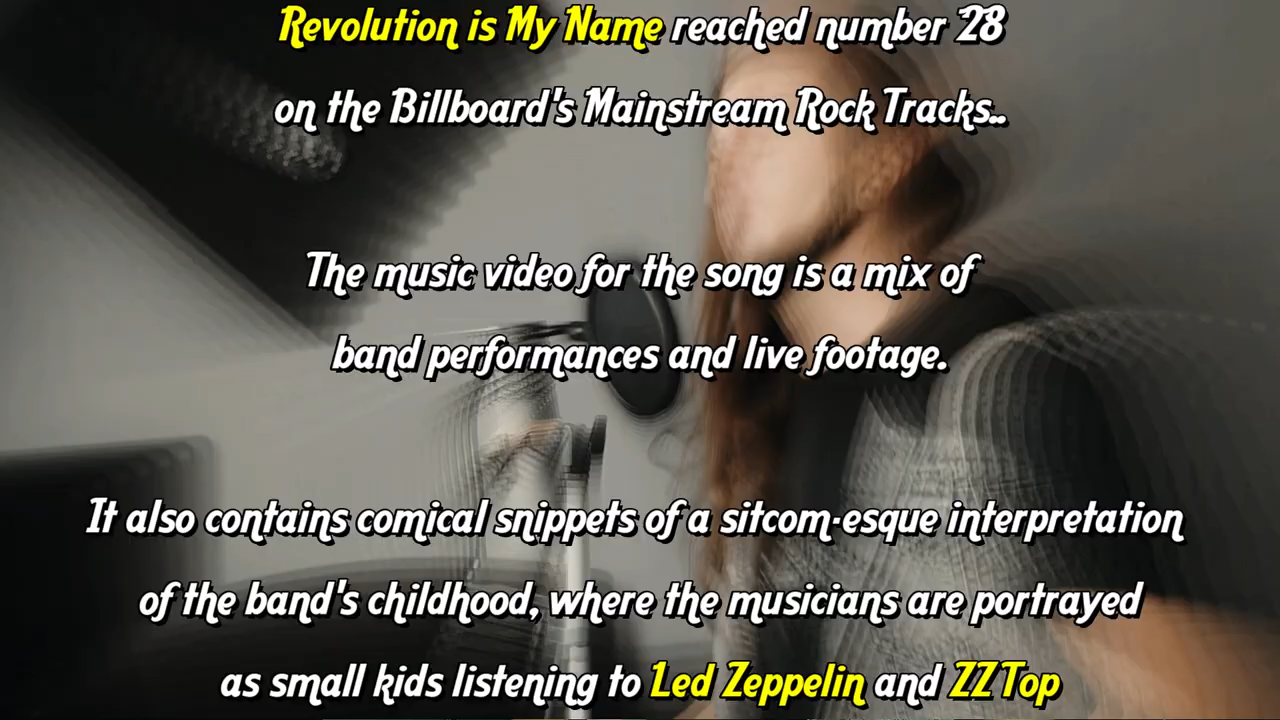 Revolution is My Name reached number 28
on the Billboard's Mainstream Rock Tracks..
The music video for the song is a mix of
band performances and live footage.
It also contains comical snippets of a sitcom-esque interpretation
of the band's childhood, where the musicians are portrayed
as small kids listening to Led Zeppelin and ZZ Top